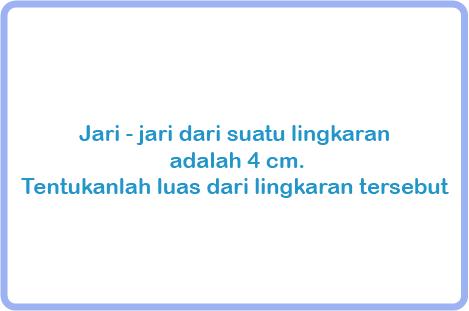 Jari - jari dari suatu lingkaran
adalah 4 cm.
Tentukanlah luas dari lingkaran tersebut